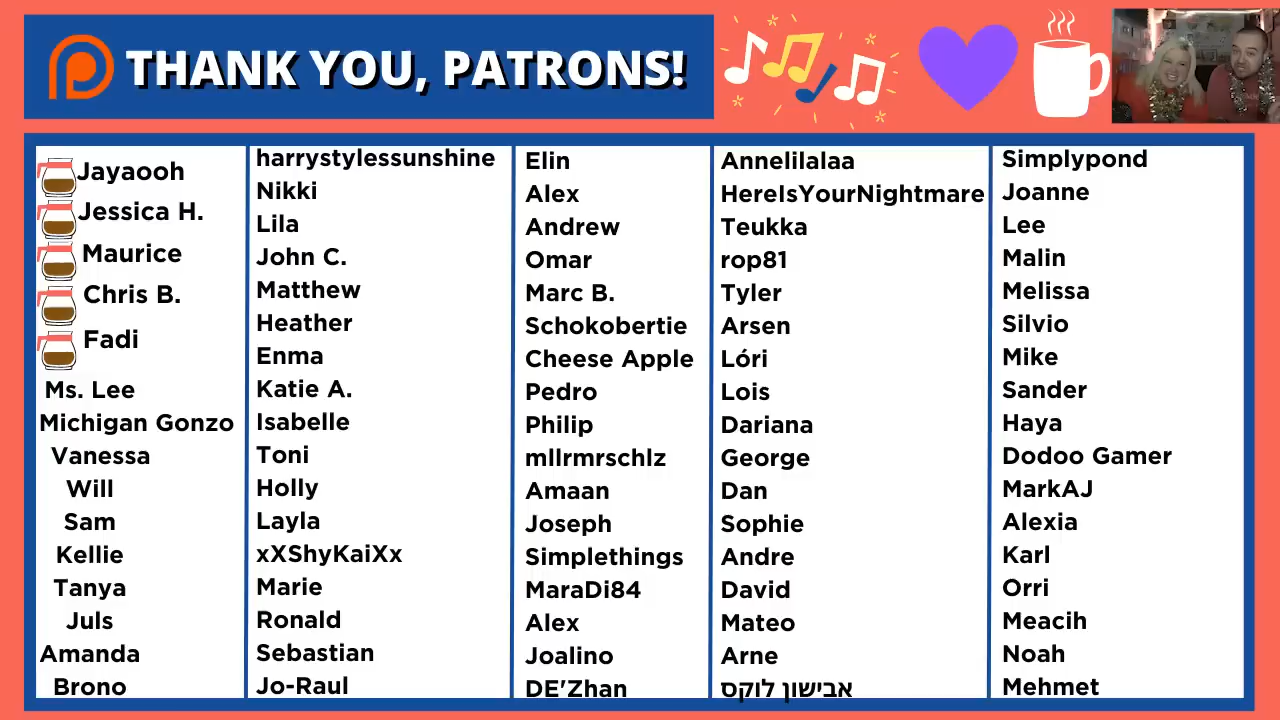 THANK YOU, PATRONS!
Jayaooh
Jessica H.
Maurice
Chris B.
Fadi
Ms. Lee
Michigan Gonzo
Vanessa
Will
Sam
Kellie
Tanya
Juls
Amanda
Brono
harrystylessunshine
Nikki
Lila
John C.
Matthew
Heather
Enma
Katie A.
Isabelle
Toni
Holly
Layla
xXShyKaiXx
Marie
Ronald
Sebastian
Jo-Raul
Elin
Alex
Andrew
Omar
Marc B.
Schokobertie
Cheese Apple
Pedro
Philip
mllrmrschlz
Amaan
Joseph
Simplethings
MaraDi84
Alex
Joalino
DE'Zhan
Annelilalaa
HereIsYourNightmare
Teukka
rop81
Tyler
Arsen
Lóri
Lois
Dariana
George
Dan
Sophie
Andre
David
Mateo
Arne
אבישון לוקס
Simplypond
Joanne
Lee
Malin
Melissa
Silvio
Mike
Sander
Haya
Dodoo Gamer
MarkAJ
Alexia
Karl
Orri
Meacih
Noah
Mehmet